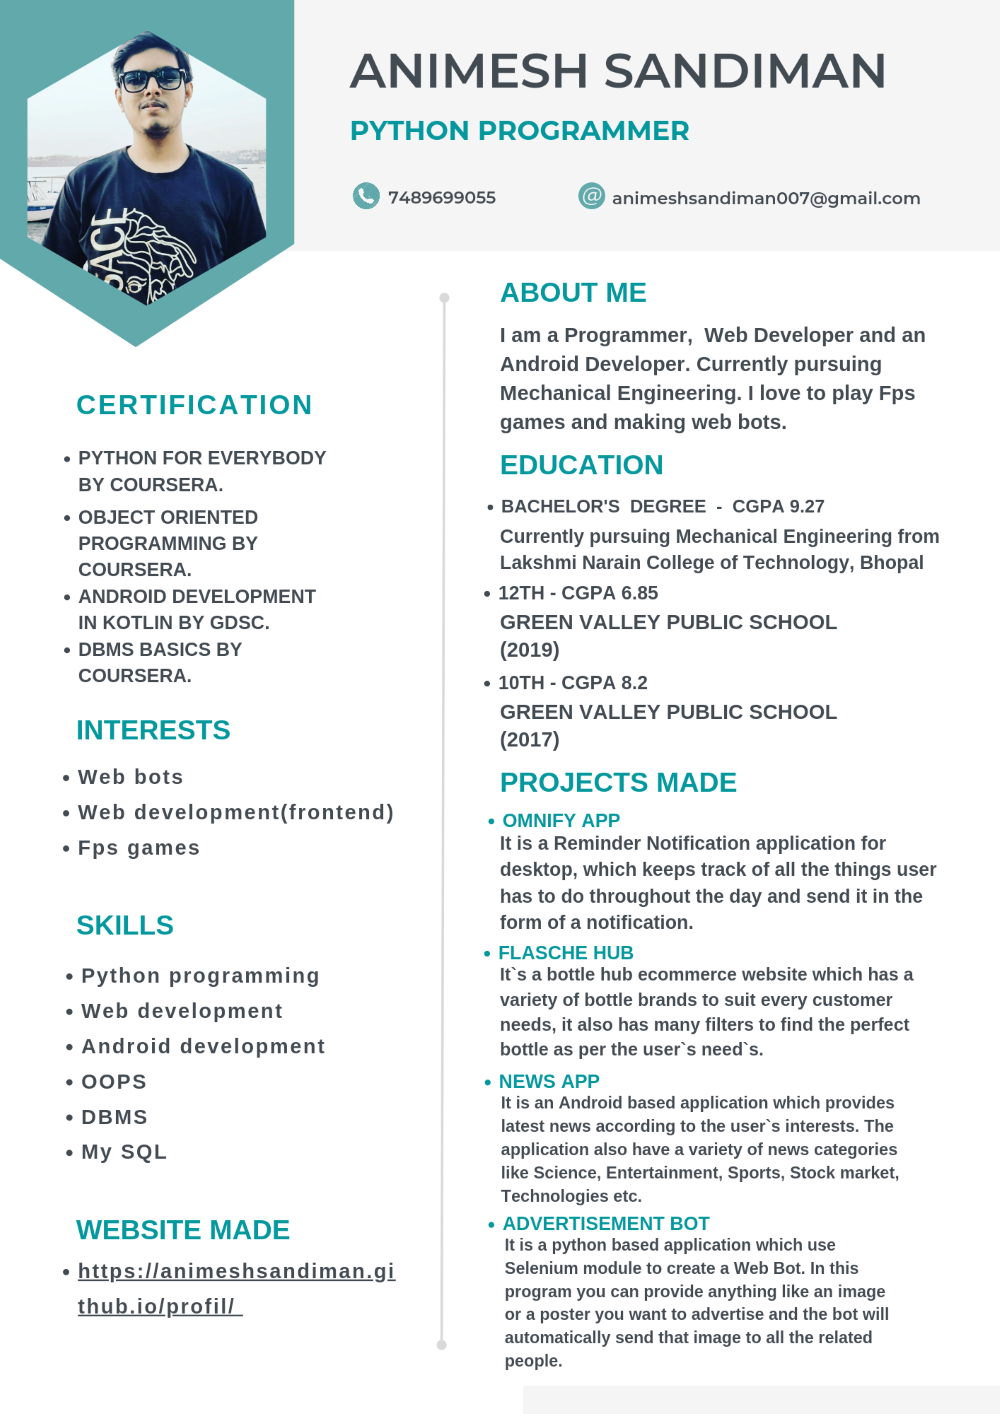 ANIMESH SANDIMAN
PYTHON PROGRAMMER
7489699055
animeshsandiman007@gmail.com
CERTIFICATION
• PYTHON FOR EVERYBODY
BY COURSERA.
• OBJECT ORIENTED
PROGRAMMING BY
COURSERA.
• ANDROID DEVELOPMENT
IN KOTLIN BY GDSC.
• DBMS BASICS BY
COURSERA.
INTERESTS
• Web bots
• Web development(frontend)
• Fps games
SKILLS
• Python programming
• Web development
• Android development
• OOPS
• DBMS
• My SQL
WEBSITE MADE
• https://animeshsandiman.gi
thub.io/profil/
ABOUT ME
I am a Programmer,  Web Developer and an
Android Developer. Currently pursuing
Mechanical Engineering. I love to play Fps
games and making web bots.
EDUCATION
• BACHELOR'S  DEGREE  -  CGPA 9.27
Currently pursuing Mechanical Engineering from
Lakshmi Narain College of Technology, Bhopal
• 12TH - CGPA 6.85
GREEN VALLEY PUBLIC SCHOOL
(2019)
• 10TH - CGPA 8.2
GREEN VALLEY PUBLIC SCHOOL
(2017)
PROJECTS MADE
• OMNIFY APP
It is a Reminder Notification application for
desktop, which keeps track of all the things user
has to do throughout the day and send it in the
form of a notification.
• FLASCHE HUB
It`s a bottle hub ecommerce website which has a
variety of bottle brands to suit every customer
needs, it also has many filters to find the perfect
bottle as per the user`s need`s.
• NEWS APP
It is an Android based application which provides
latest news according to the user`s interests. The
application also have a variety of news categories
like Science, Entertainment, Sports, Stock market,
Technologies etc.
• ADVERTISEMENT BOT
It is a python based application which use
Selenium module to create a Web Bot. In this
program you can provide anything like an image
or a poster you want to advertise and the bot will
automatically send that image to all the related
people.